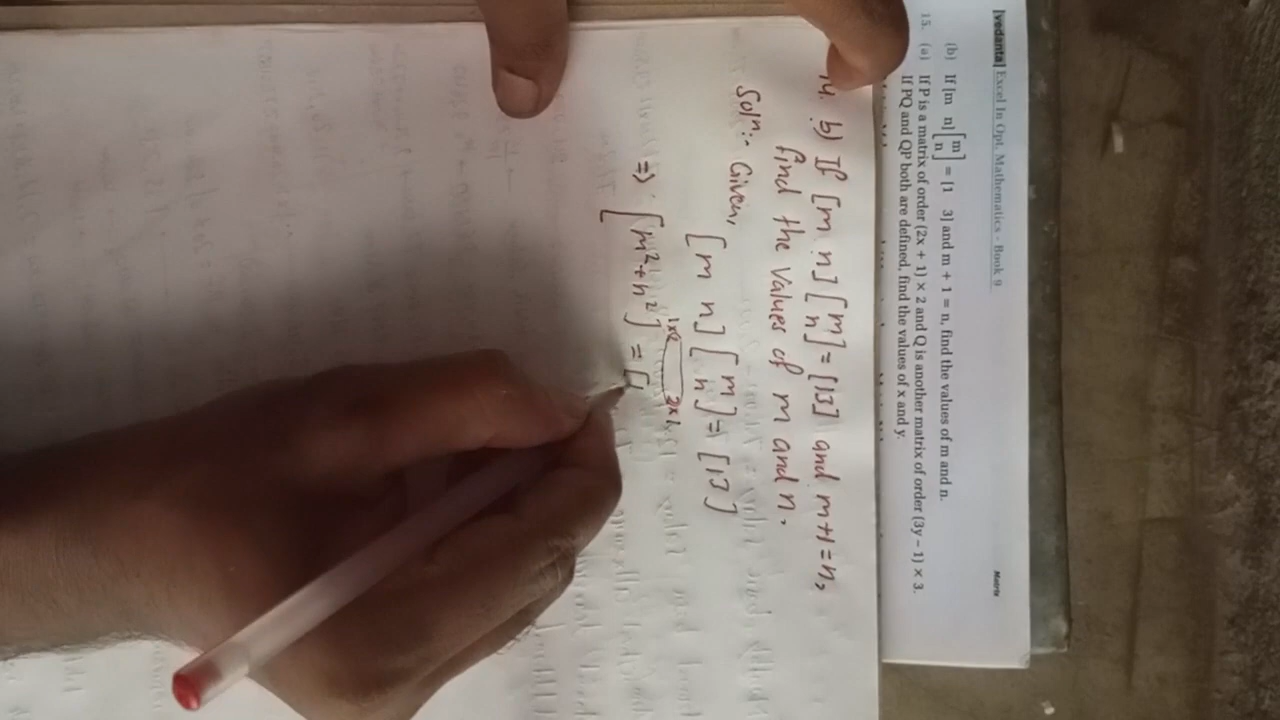 vedanta Excel In Opt. Mathematics - Book 9
Matrix
(b) If [m n] [m n] = [1 3] and m + 1 = n, find the values of m and n.
15. (a) If P is a matrix of order (2x + 1) × 2 and Q is another matrix of order (3y – 1) × 3.
If PQ and QP both are defined, find the values of x and y.
14. b) If [m n] [m n] = [13] and m+1=n,
find the values of m and n.
Soln:- Given,
[m n] [m n] = [13]
1×2 2×1
=> [m²+n²] = [